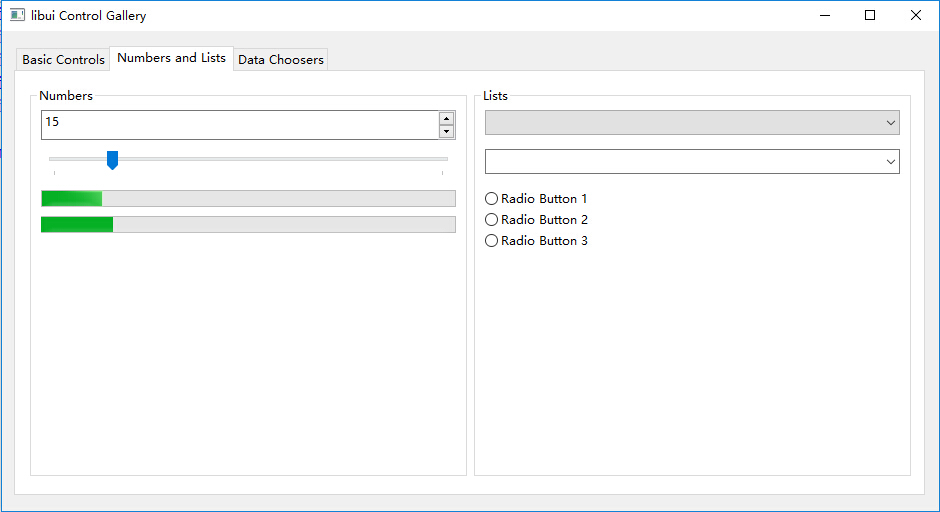 libui Control Gallery
Basic Controls
Numbers and Lists
Data Choosers
Numbers
15
Lists
Radio Button 1
Radio Button 2
Radio Button 3